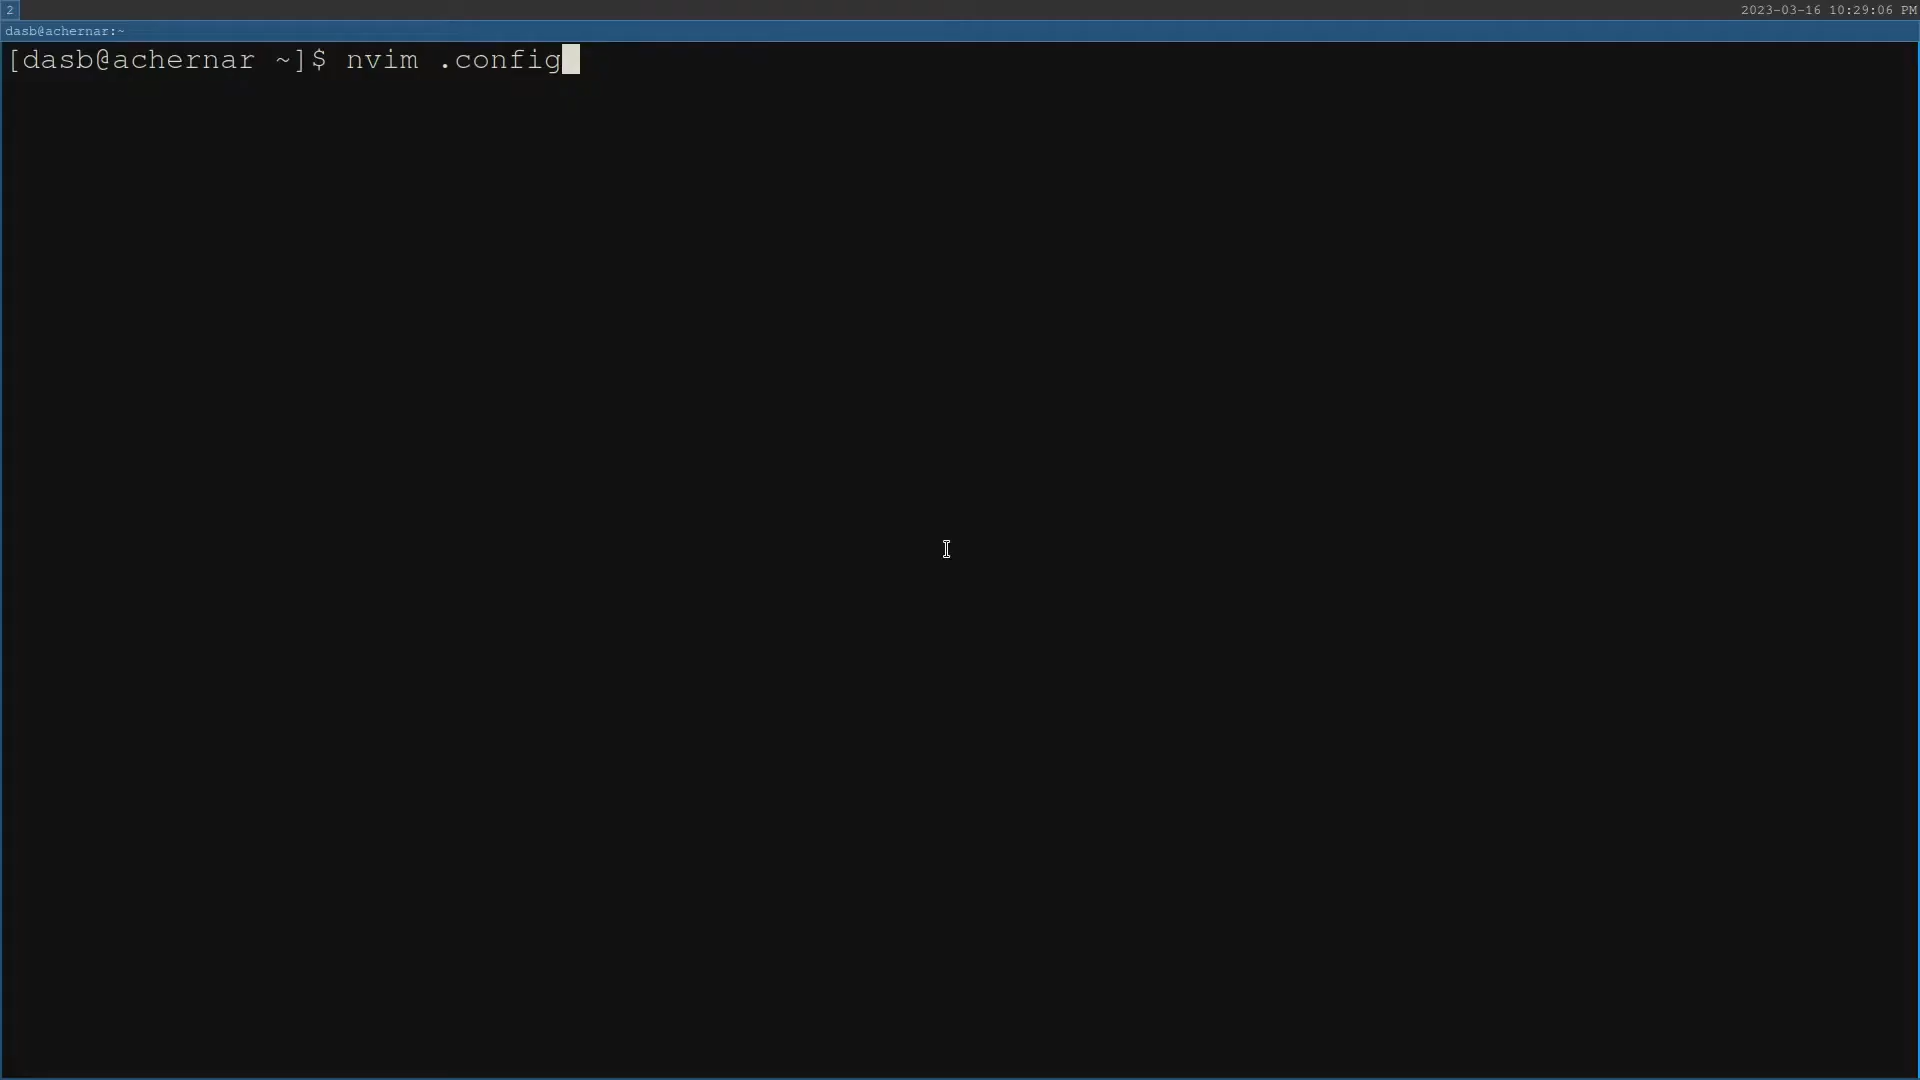 2
2023-03-16 10:29:06 PM
dasb@achernar:~
[dasb@achernar ~]$ nvim .config